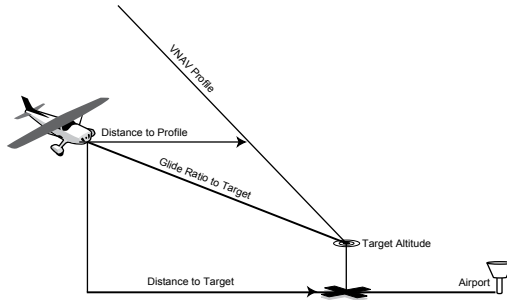 VNAV Profile
Distance to Profile
Glide Ratio to Target
Target Altitude
Distance to Target
Airport